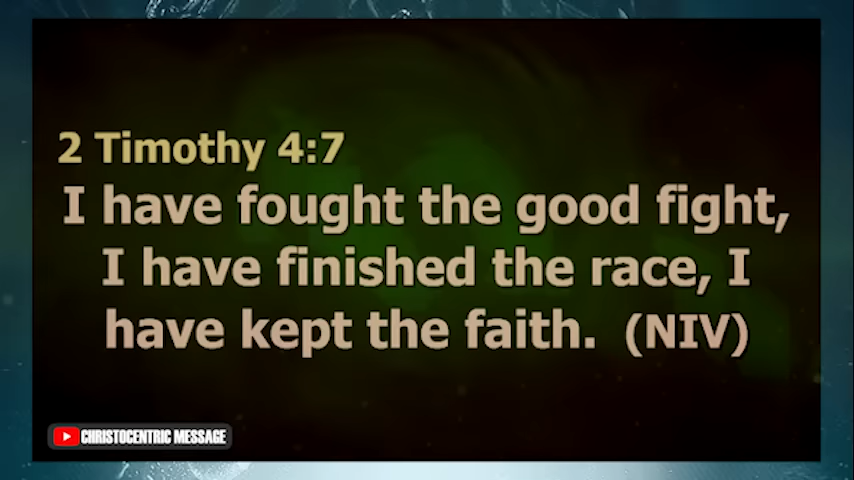 2 Timothy 4:7
I have fought the good fight,
I have finished the race, I
have kept the faith. (NIV)
CHRISTOCENTRIC MESSAGE